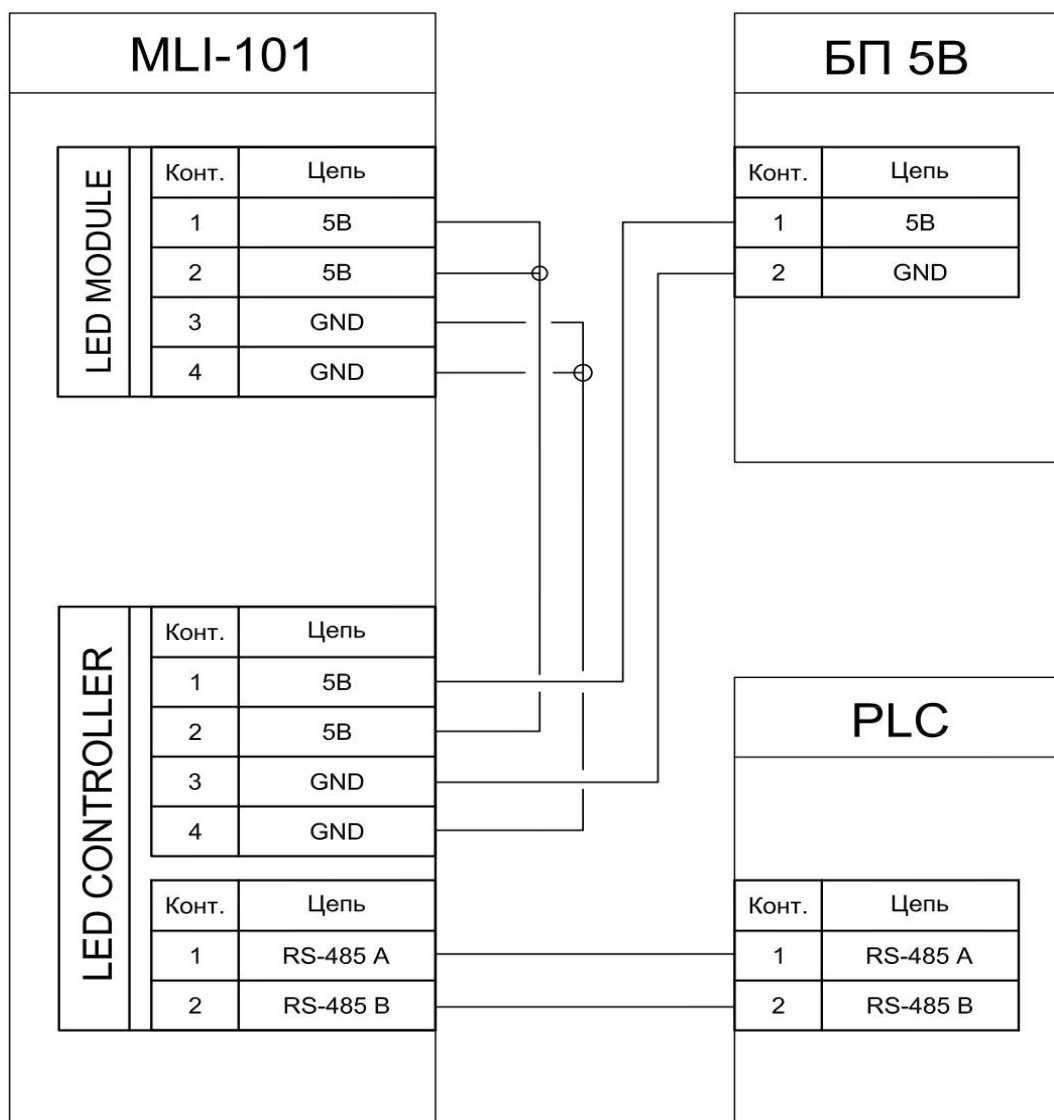 MLI-101
LED MODULE
Конт. Цепь
1 5В
2 5В
3 GND
4 GND
LED CONTROLLER
Конт. Цепь
1 5В
2 5В
3 GND
4 GND
Конт. Цепь
1 RS-485 A
2 RS-485 B
БП 5В
Конт. Цепь
1 5В
2 GND
PLC
Конт. Цепь
1 RS-485 A
2 RS-485 B